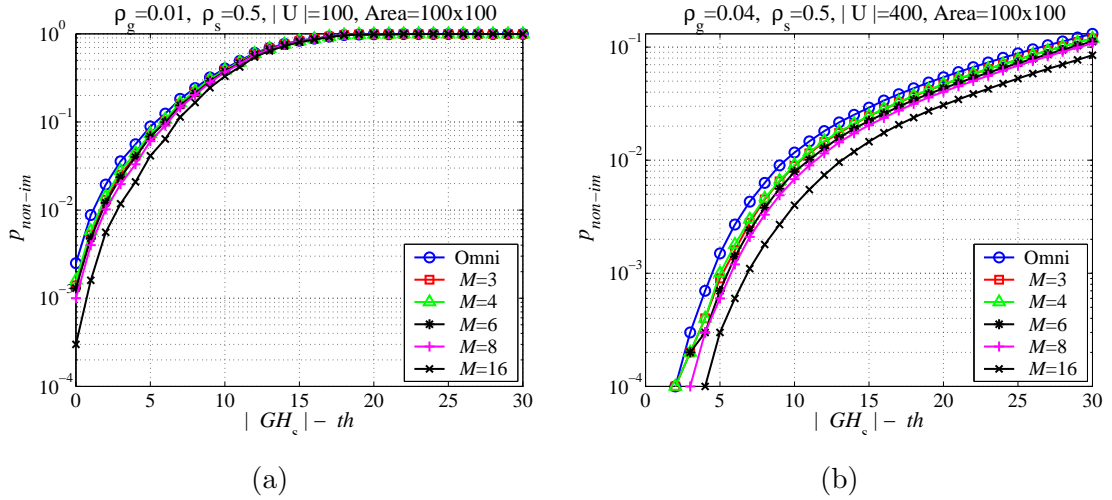 ρg=0.01, ρs=0.5, | U |=100, Area=100x100
10^0
10^−1
10^−2
10^−3
10^−4
p non−im
0 5 10 15 20 25 30
| GHs | − th
Omni
M=3
M=4
M=6
M=8
M=16
(a)
ρg=0.04, ρs=0.5, | U |=400, Area=100x100
10^−1
10^−2
10^−3
10^−4
p non−im
0 5 10 15 20 25 30
| GHs | − th
Omni
M=3
M=4
M=6
M=8
M=16
(b)